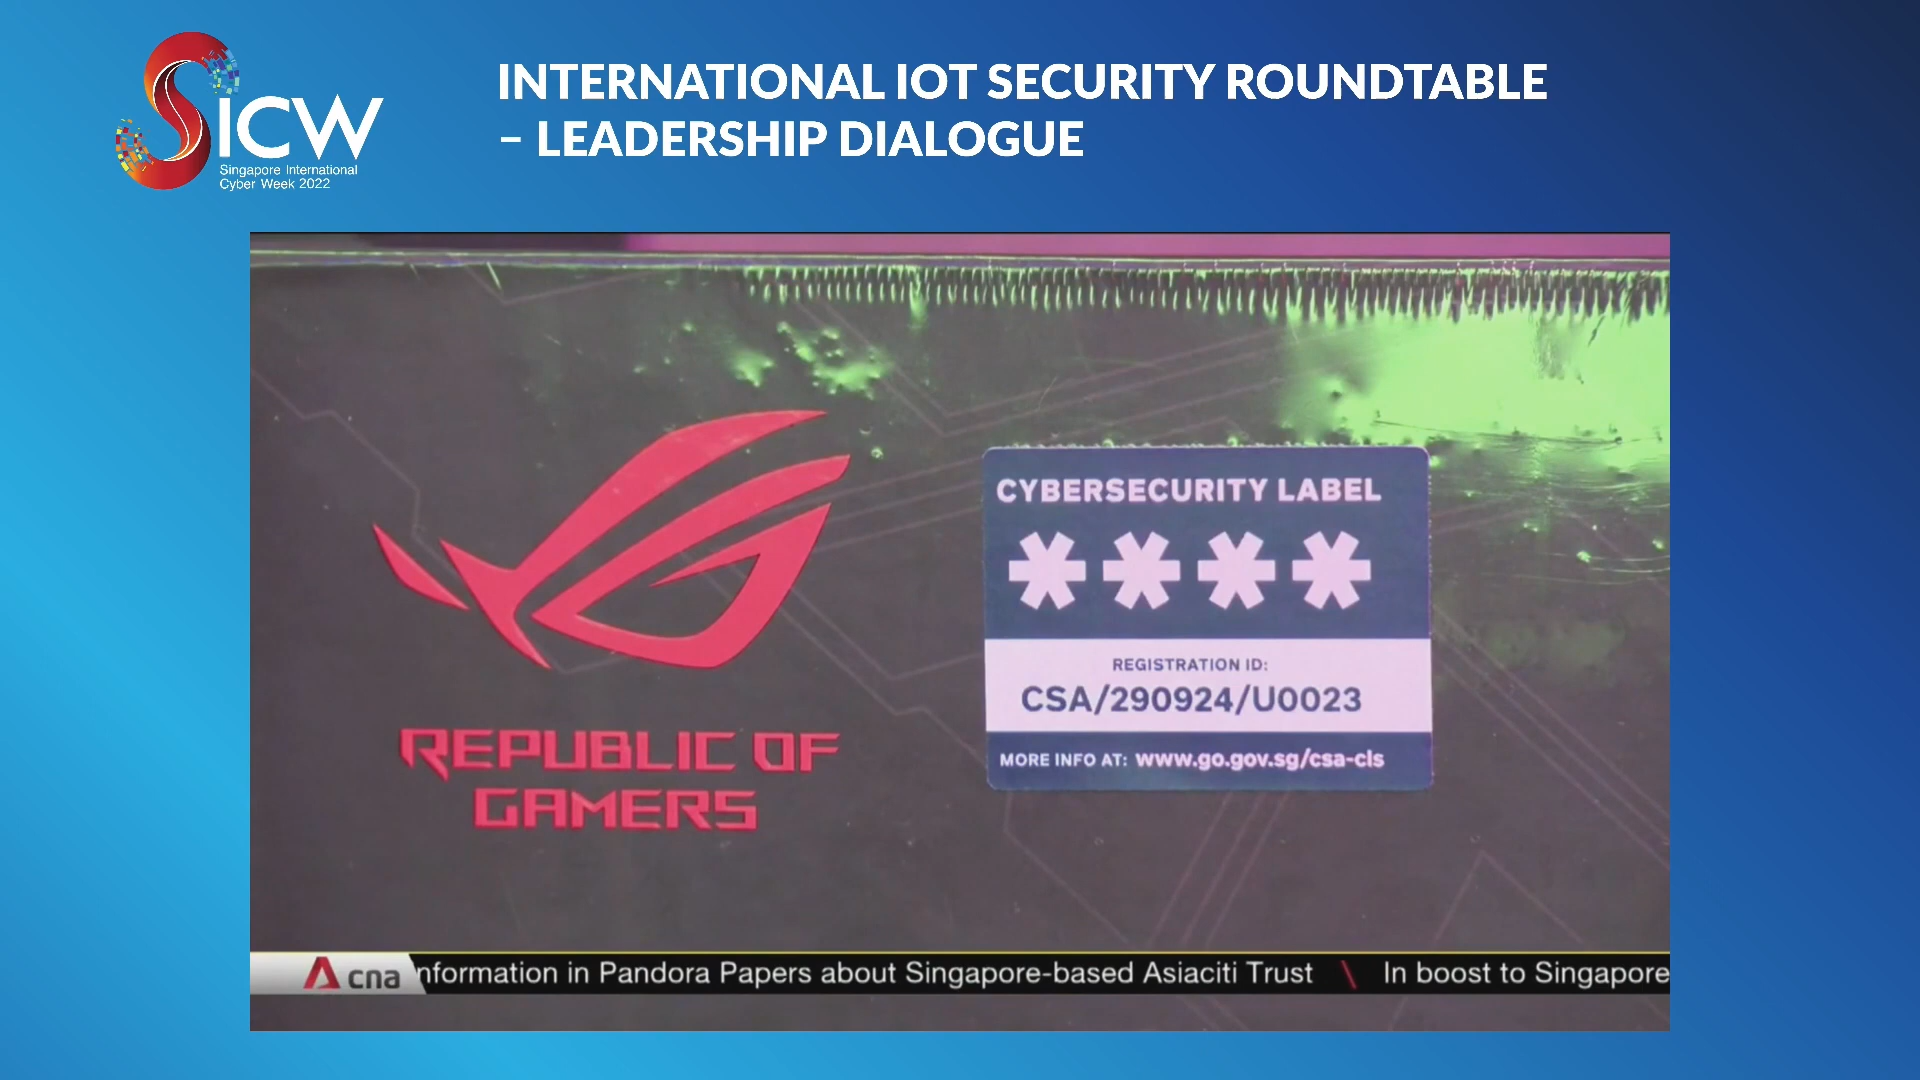 SICW
Singapore International
Cyber Week 2022
INTERNATIONAL IOT SECURITY ROUNDTABLE
– LEADERSHIP DIALOGUE
REPUBLIC OF
GAMERS
CYBERSECURITY LABEL
****
REGISTRATION ID:
CSA/290924/U0023
MORE INFO AT: www.go.gov.sg/csa-cls
cna
nformation in Pandora Papers about Singapore-based Asiaciti Trust \ In boost to Singapore